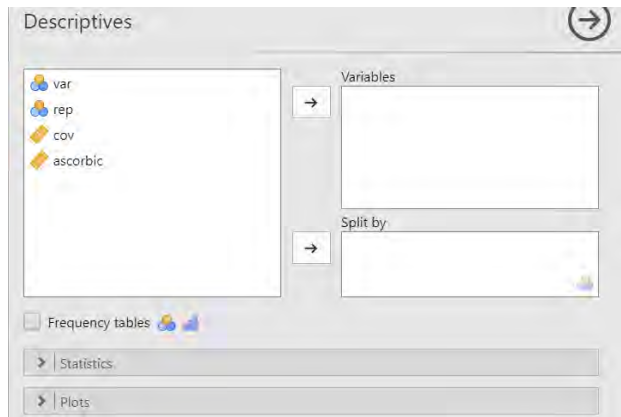 Descriptives
var
rep
cov
ascorbic
Variables
Split by
Frequency tables
Statistics
Plots